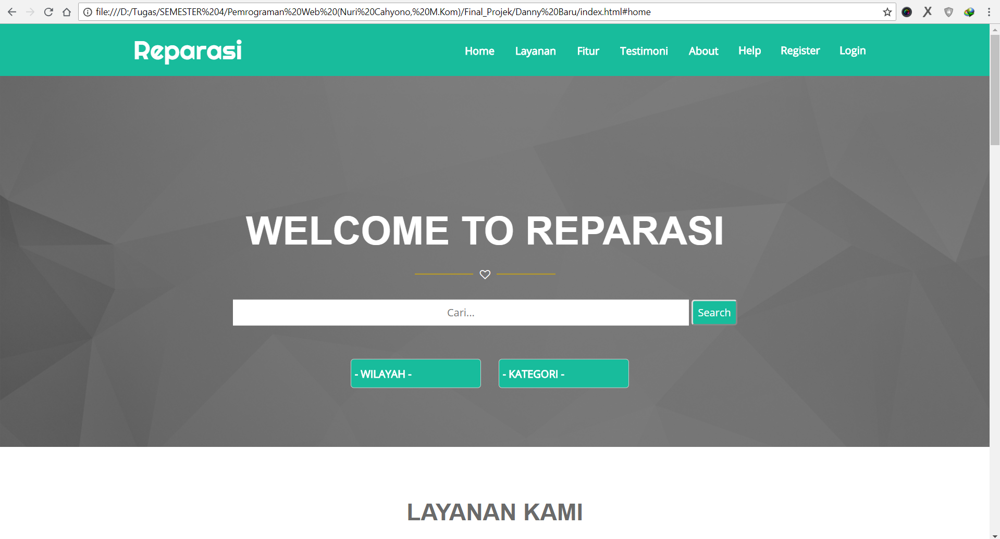 file:///D:/Tugas/SEMESTER%204/Pemrograman%20Web%20(Nuri%20Cahyono,%20M.Kom)/Final_Projek/Danny%20Baru/index.html#home
Reparasi Home Layanan Fitur Testimoni About Help Register Login
WELCOME TO REPARASI
Cari... Search
- WILAYAH - - KATEGORI -
LAYANAN KAMI